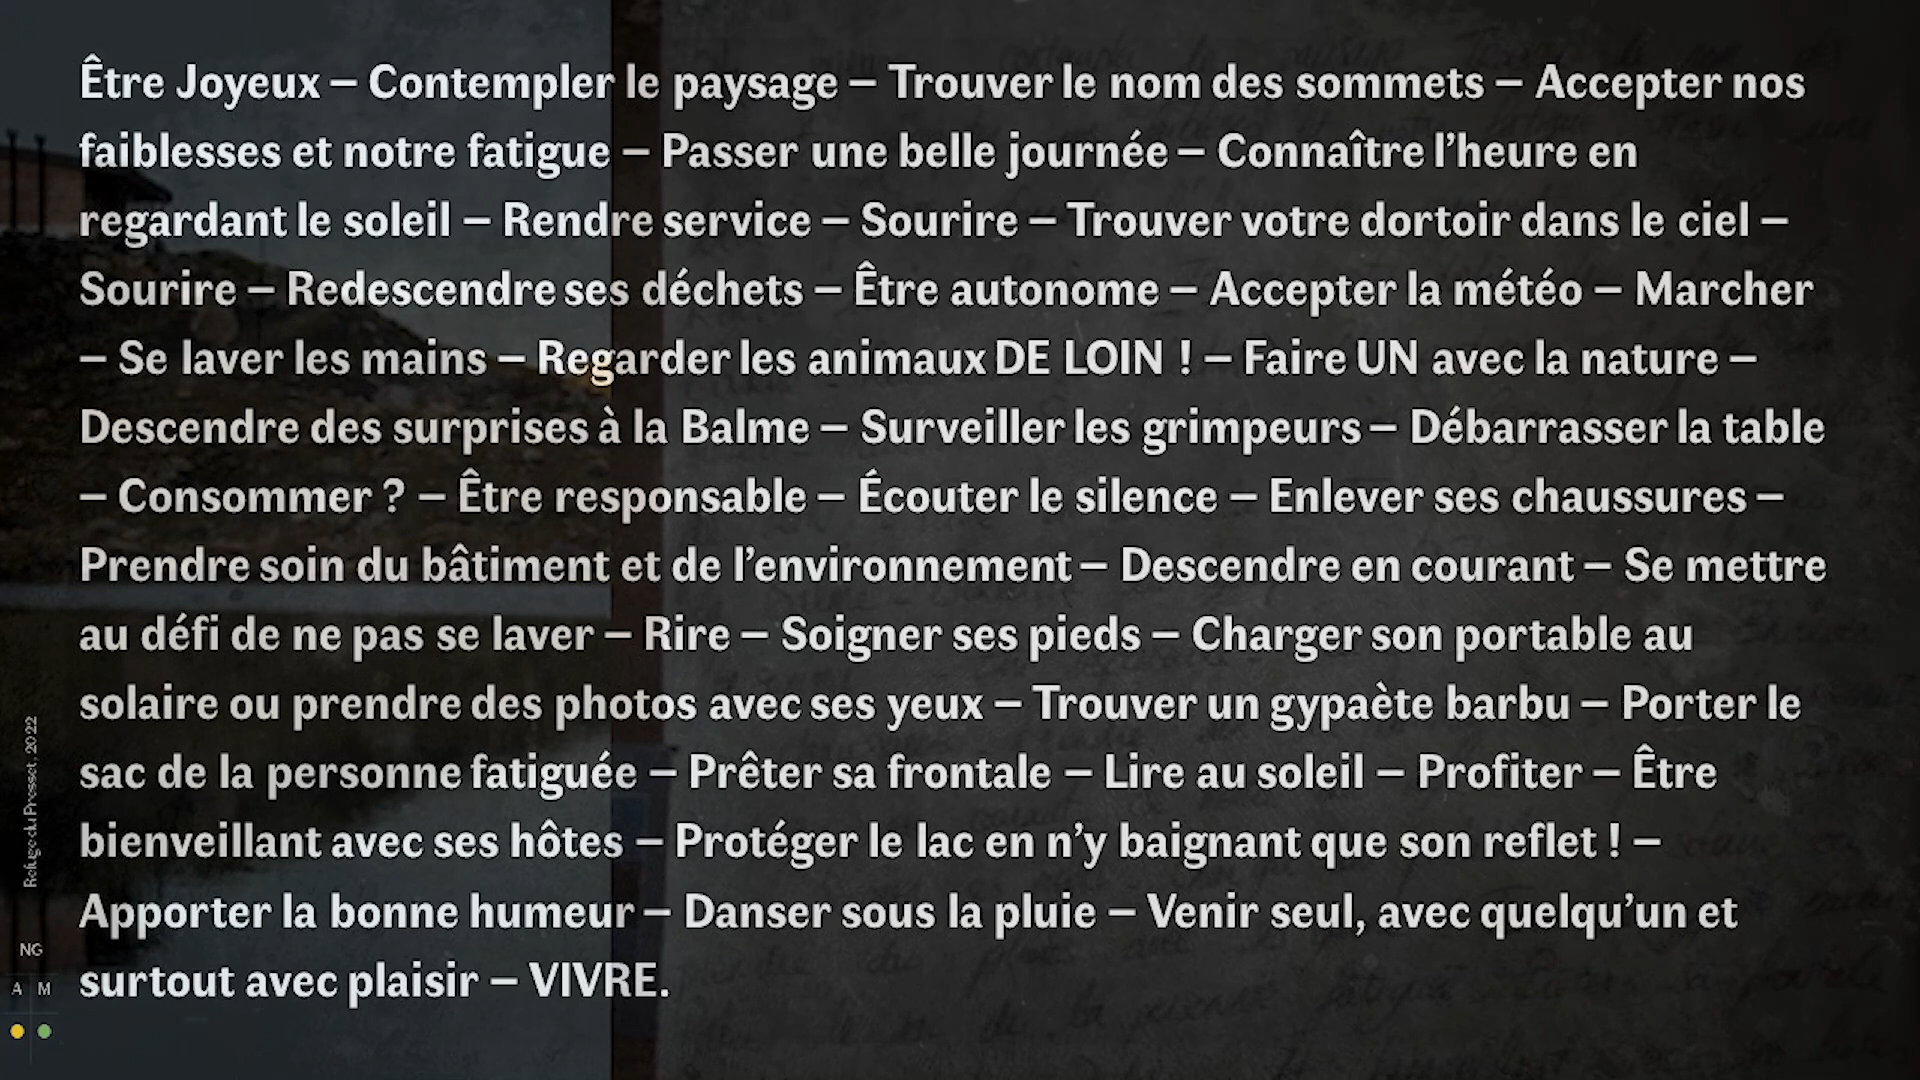 Être Joyeux – Contempler le paysage – Trouver le nom des sommets – Accepter nos
faiblesses et notre fatigue – Passer une belle journée – Connaître l’heure en
regardant le soleil – Rendre service – Sourire – Trouver votre dortoir dans le ciel –
Sourire – Redescendre ses déchets – Être autonome – Accepter la météo – Marcher
– Se laver les mains – Regarder les animaux DE LOIN ! – Faire UN avec la nature –
Descendre des surprises à la Balme – Surveiller les grimpeurs – Débarrasser la table
– Consommer ? – Être responsable – Écouter le silence – Enlever ses chaussures –
Prendre soin du bâtiment et de l’environnement – Descendre en courant – Se mettre
au défi de ne pas se laver – Rire – Soigner ses pieds – Charger son portable au
solaire ou prendre des photos avec ses yeux – Trouver un gypaète barbu – Porter le
sac de la personne fatiguée – Prêter sa frontale – Lire au soleil – Profiter – Être
bienveillant avec ses hôtes – Protéger le lac en n’y baignant que son reflet ! –
Apporter la bonne humeur – Danser sous la pluie – Venir seul, avec quelqu’un et
surtout avec plaisir – VIVRE.
Refuge du Presset, 2022
NG
A M